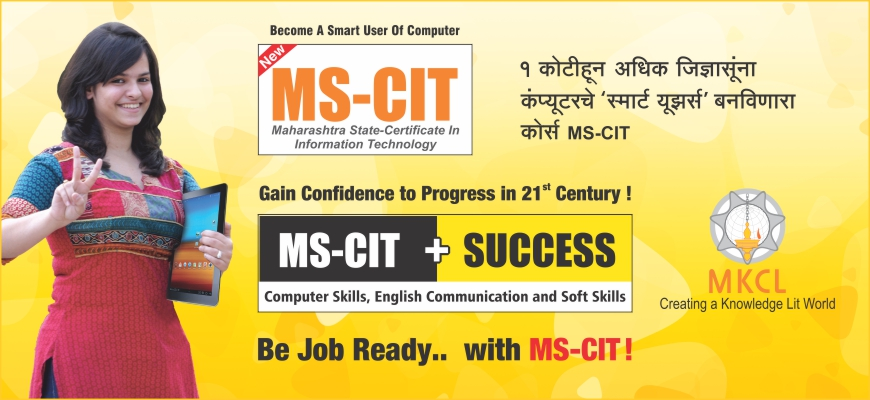 Become A Smart User Of Computer
New
MS-CIT
Maharashtra State-Certificate In
Information Technology
१ कोटीहून अधिक जिज्ञासूंना
कंप्यूटरचे ‘स्मार्ट यूझर्स’ बनविणारा
कोर्स MS-CIT
Gain Confidence to Progress in 21st Century !
MS-CIT + SUCCESS
Computer Skills, English Communication and Soft Skills
MKCL
Creating a Knowledge Lit World
Be Job Ready.. with MS-CIT !